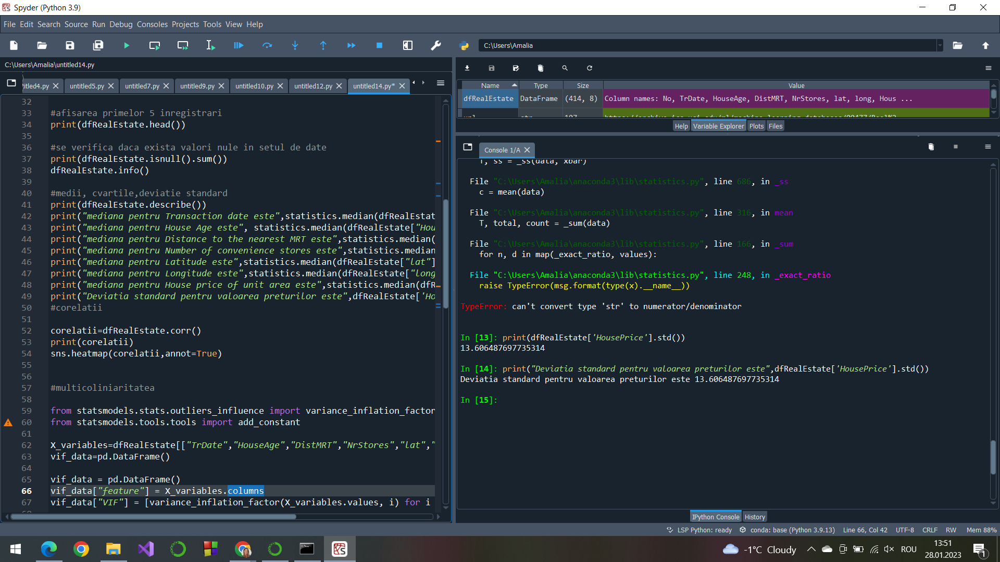 Spyder (Python 3.9)
File Edit Search Source Run Debug Consoles Projects Tools View Help
C:\Users\Amalia
C:\Users\Amalia\untitled14.py
itled4.py untitled5.py untitled7.py untitled9.py untitled10.py untitled12.py untitled14.py*
32
33 #afisarea primelor 5 inregistrari
34 print(dfRealEstate.head())
35
36 #se verifica daca exista valori nule in setul de date
37 print(dfRealEstate.isnull().sum())
38 dfRealEstate.info()
39
40 #medii, cvartile,deviatie standard
41 print(dfRealEstate.describe())
42 print("mediana pentru Transaction date este",statistics.median(dfRealEstat
43 print("mediana pentru House Age este", statistics.median(dfRealEstate["Hou
44 print("mediana pentru Distance to the nearest MRT este",statistics.median(
45 print("mediana pentru Number of convenience stores este",statistics.median
46 print("mediana pentru Latitude este",statistics.median(dfRealEstate["lat"]
47 print("mediana pentru Longitude este",statistics.median(dfRealEstate["long
48 print("mediana pentru House price of unit area este",statistics.median(dfR
49 print("Deviatia standard pentru valoarea preturilor este",dfRealEstate['Ho
50 #corelatii
51
52 corelatii=dfRealEstate.corr()
53 print(corelatii)
54 sns.heatmap(corelatii,annot=True)
55
56
57 #multicoliniaritatea
58
59 from statsmodels.stats.outliers_influence import variance_inflation_factor
60 from statsmodels.tools.tools import add_constant
61
62 X_variables=dfRealEstate[["TrDate","HouseAge","DistMRT","NrStores","lat","
63 vif_data=pd.DataFrame()
64
65 vif_data = pd.DataFrame()
66 vif_data["feature"] = X_variables.columns
67 vif_data["VIF"] = [variance_inflation_factor(X_variables.values, i) for i
Name Type Size Value
dfRealEstate DataFrame (414, 8) Column names: No, TrDate, HouseAge, DistMRT, NrStores, lat, long, Hous ...
Help Variable Explorer Plots Files
Console 1/A
T, ss = _ss(data, xbar)
File "C:\Users\Amalia\anaconda3\lib\statistics.py", line 686, in _ss
c = mean(data)
File "C:\Users\Amalia\anaconda3\lib\statistics.py", line 316, in mean
T, total, count = _sum(data)
File "C:\Users\Amalia\anaconda3\lib\statistics.py", line 166, in _sum
for n, d in map(_exact_ratio, values):
File "C:\Users\Amalia\anaconda3\lib\statistics.py", line 248, in _exact_ratio
raise TypeError(msg.format(type(x).__name__))
TypeError: can't convert type 'str' to numerator/denominator
In [13]: print(dfRealEstate['HousePrice'].std())
13.606487697735314
In [14]: print("Deviatia standard pentru valoarea preturilor este",dfRealEstate['HousePrice'].std())
Deviatia standard pentru valoarea preturilor este 13.606487697735314
In [15]:
IPython Console History
LSP Python: ready conda: base (Python 3.9.13) Line 66, Col 42 UTF-8 CRLF RW Mem 88%
-1°C Cloudy ROU 13:51
28.01.2023 1